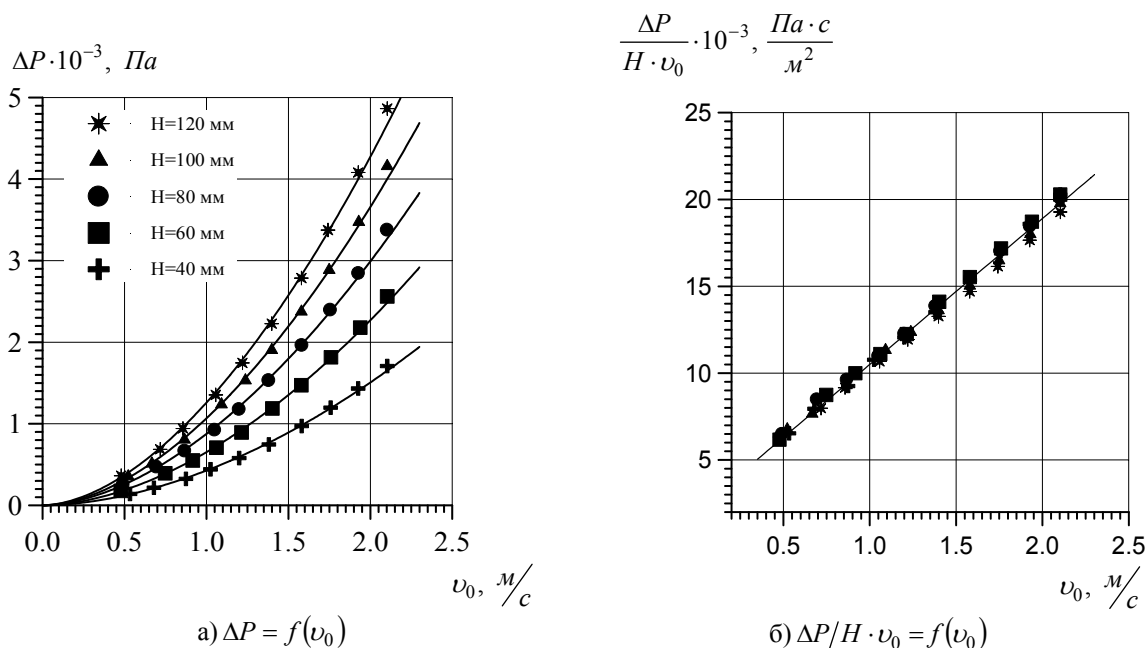 ΔP·10⁻³, Па
5
4
3
2
1
0
H=120 мм
H=100 мм
H=80 мм
H=60 мм
H=40 мм
0.0 0.5 1.0 1.5 2.0 2.5
υ₀, м/с
а) ΔP = f(υ₀)
ΔP/(H·υ₀)·10⁻³, Па·с/м²
25
20
15
10
5
0.5 1.0 1.5 2.0 2.5
υ₀, м/с
б) ΔP/H·υ₀ = f(υ₀)